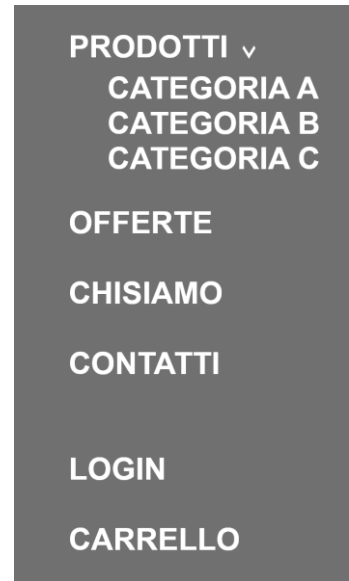 PRODOTTI
CATEGORIA A
CATEGORIA B
CATEGORIA C
OFFERTE
CHISIAMO
CONTATTI
LOGIN
CARRELLO